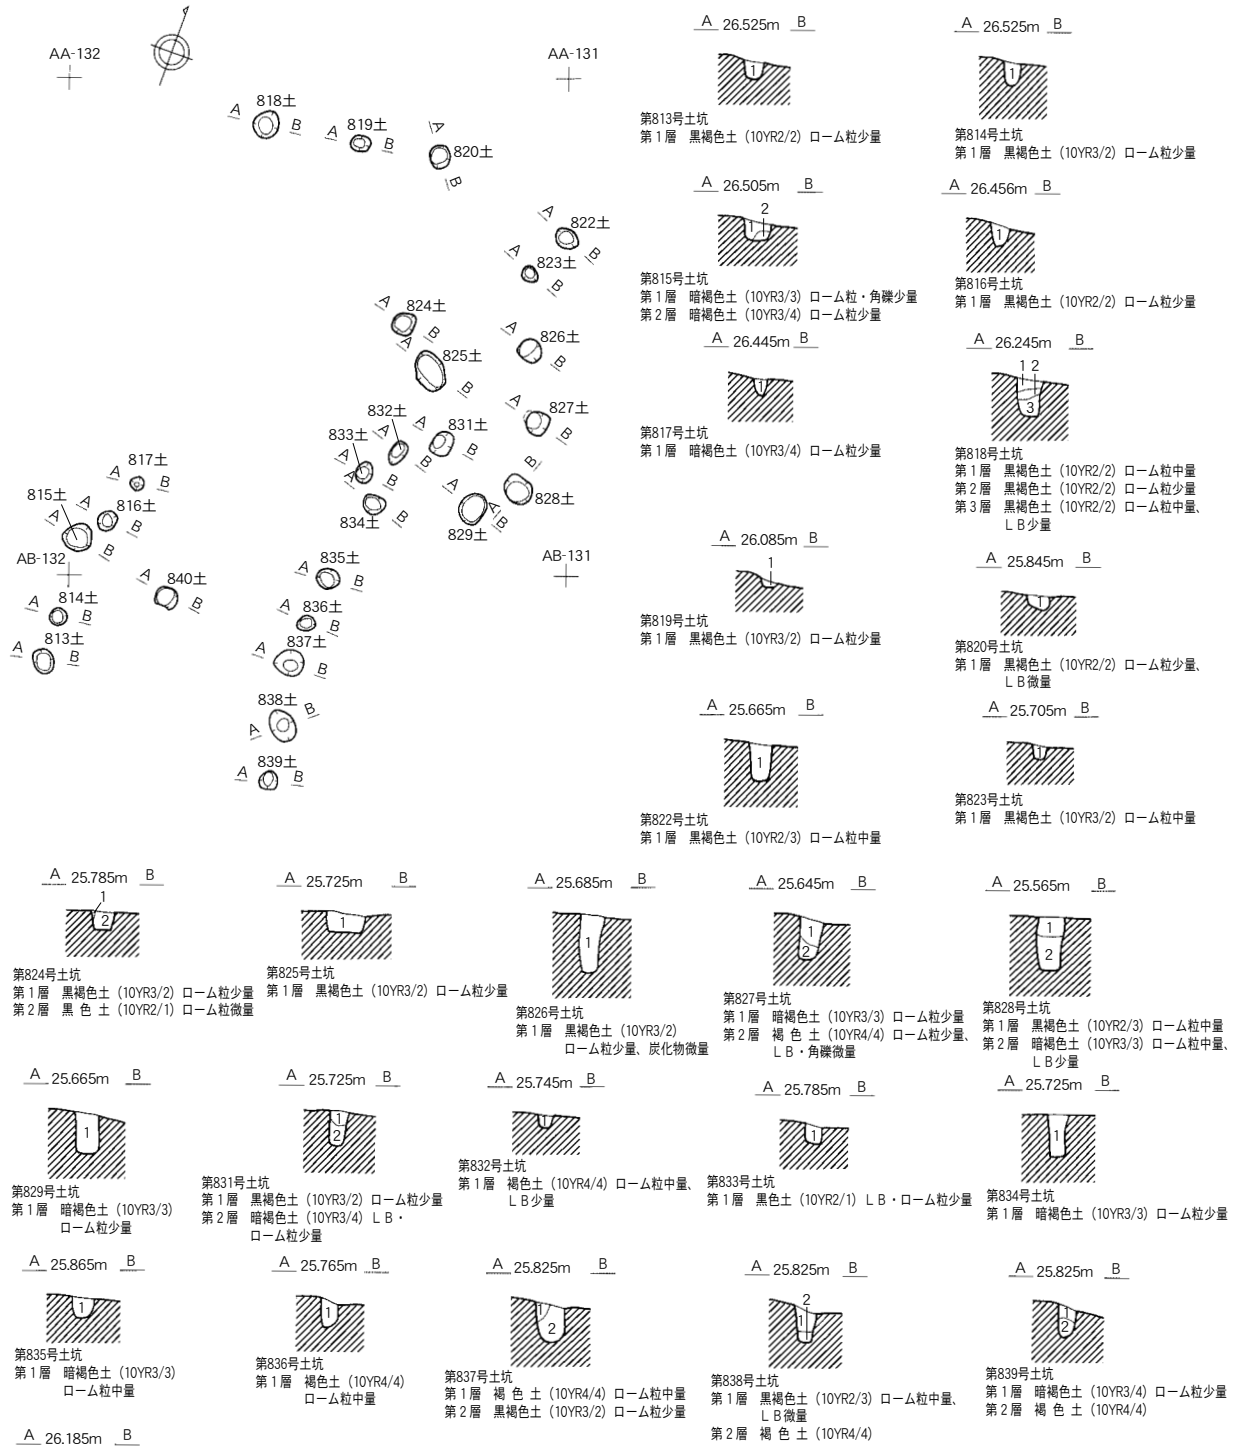 AA-132
AA-131
A 818土 B
A 819土 B
A 820土 B
A 822土 B
A 823土 B
A 824土 B
A 825土 B
A 826土 B
A 827土 B
A 828土 B
A 829土 B
A 831土 B
A 832土 B
A 833土 B
A 834土 B
A 817土 B
A 816土 B
A 815土 B
AB-132
AB-131
A 814土 B
A 813土 B
A 840土 B
A 835土 B
A 836土 B
A 837土 B
A 838土 B
A 839土 B
A 26.525m B
1
第813号土坑
第1層 黒褐色土（10YR2/2）ローム粒少量
A 26.525m B
1
第814号土坑
第1層 黒褐色土（10YR3/2）ローム粒少量
A 26.505m B
2
1
第815号土坑
第1層 暗褐色土（10YR3/3）ローム粒・角礫少量
第2層 暗褐色土（10YR3/4）ローム粒少量
A 26.456m B
1
第816号土坑
第1層 黒褐色土（10YR2/2）ローム粒少量
A 26.445m B
1
第817号土坑
第1層 暗褐色土（10YR3/4）ローム粒少量
A 26.245m B
1 2
3
第818号土坑
第1層 黒褐色土（10YR2/2）ローム粒中量
第2層 黒褐色土（10YR2/2）ローム粒少量
第3層 黒褐色土（10YR2/2）ローム粒中量、
ＬＢ少量
A 26.085m B
1
第819号土坑
第1層 黒褐色土（10YR3/2）ローム粒少量
A 25.845m B
1
第820号土坑
第1層 黒褐色土（10YR2/2）ローム粒少量、
ＬＢ微量
A 25.665m B
1
第822号土坑
第1層 黒褐色土（10YR2/3）ローム粒中量
A 25.705m B
1
第823号土坑
第1層 黒褐色土（10YR3/2）ローム粒中量
A 25.785m B
1
2
第824号土坑
第1層 黒褐色土（10YR3/2）ローム粒少量
第2層 黒 色 土（10YR2/1）ローム粒微量
A 25.725m B
1
第825号土坑
第1層 黒褐色土（10YR3/2）ローム粒少量
A 25.685m B
1
第826号土坑
第1層 黒褐色土（10YR3/2）
ローム粒少量、炭化物微量
A 25.645m B
1
2
第827号土坑
第1層 暗褐色土（10YR3/3）ローム粒少量
第2層 褐 色 土（10YR4/4）ローム粒少量、
ＬＢ・角礫微量
A 25.565m B
1
2
第828号土坑
第1層 黒褐色土（10YR2/3）ローム粒中量
第2層 暗褐色土（10YR3/3）ローム粒中量、
ＬＢ少量
A 25.665m B
1
第829号土坑
第1層 暗褐色土（10YR3/3）
ローム粒少量
A 25.725m B
1
2
第831号土坑
第1層 黒褐色土（10YR3/2）ローム粒少量
第2層 暗褐色土（10YR3/4）ＬＢ・
ローム粒少量
A 25.745m B
1
第832号土坑
第1層 褐色土（10YR4/4）ローム粒中量、
ＬＢ少量
A 25.785m B
1
第833号土坑
第1層 黒色土（10YR2/1）ＬＢ・ローム粒少量
A 25.725m B
1
第834号土坑
第1層 暗褐色土（10YR3/3）ローム粒少量
A 25.865m B
1
第835号土坑
第1層 暗褐色土（10YR3/3）
ローム粒中量
A 25.765m B
1
第836号土坑
第1層 褐色土（10YR4/4）
ローム粒中量
A 25.825m B
1
2
第837号土坑
第1層 褐 色 土（10YR4/4）ローム粒中量
第2層 黒褐色土（10YR3/2）ローム粒少量
A 25.825m B
2
1
第838号土坑
第1層 黒褐色土（10YR2/3）ローム粒中量、
ＬＢ微量
第2層 褐 色 土（10YR4/4）
A 25.825m B
1
2
第839号土坑
第1層 暗褐色土（10YR3/4）ローム粒少量
第2層 褐 色 土（10YR4/4）
A 26.185m B